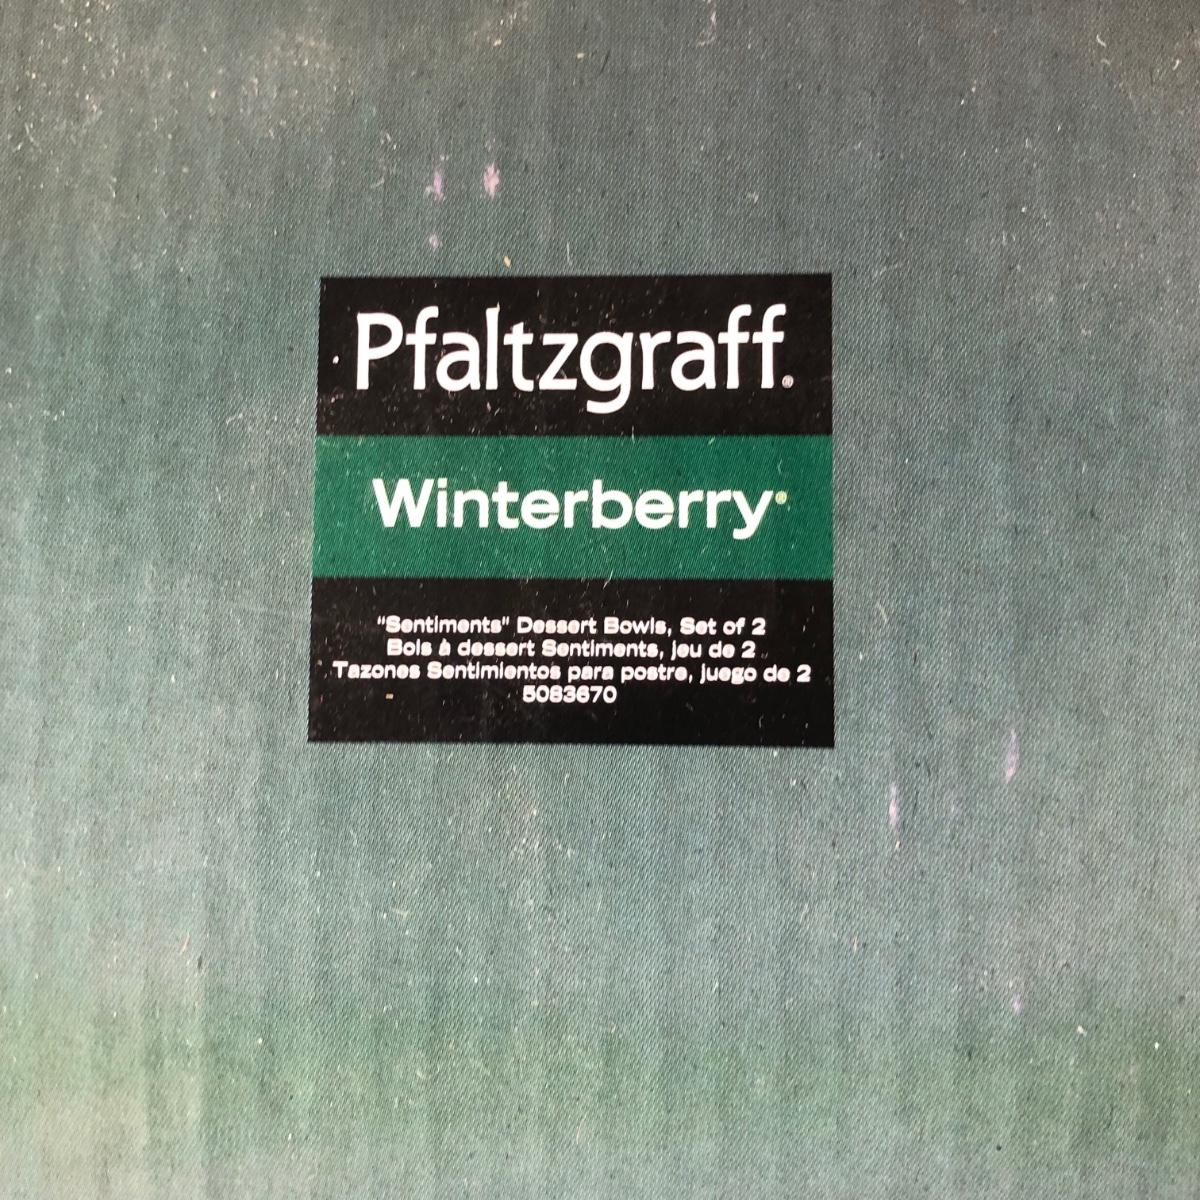 Pfaltzgraff®
Winterberry®
"Sentiments" Dessert Bowls, Set of 2
Bols à dessert Sentiments, jeu de 2
Tazones Sentimientos para postre, juego de 2
5083670